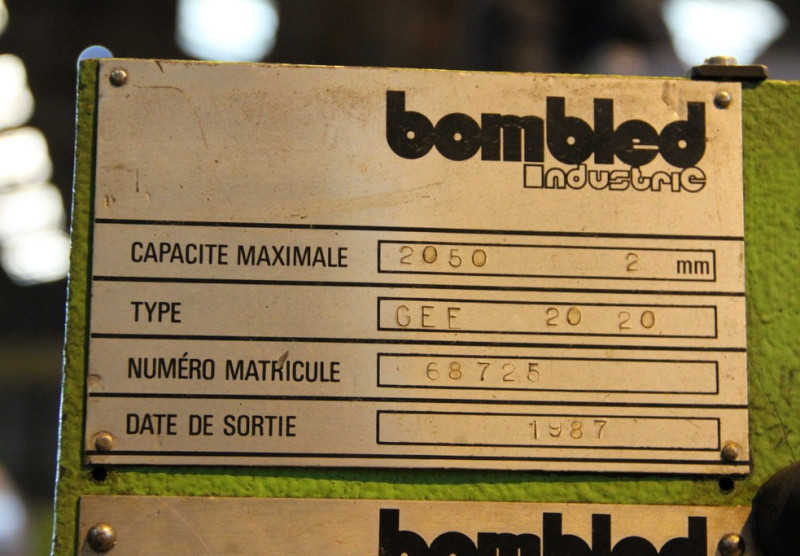 bombled
industrie
CAPACITE MAXIMALE 2050 2 mm
TYPE GEE 20 20
NUMÉRO MATRICULE 68725
DATE DE SORTIE 1987
bombled